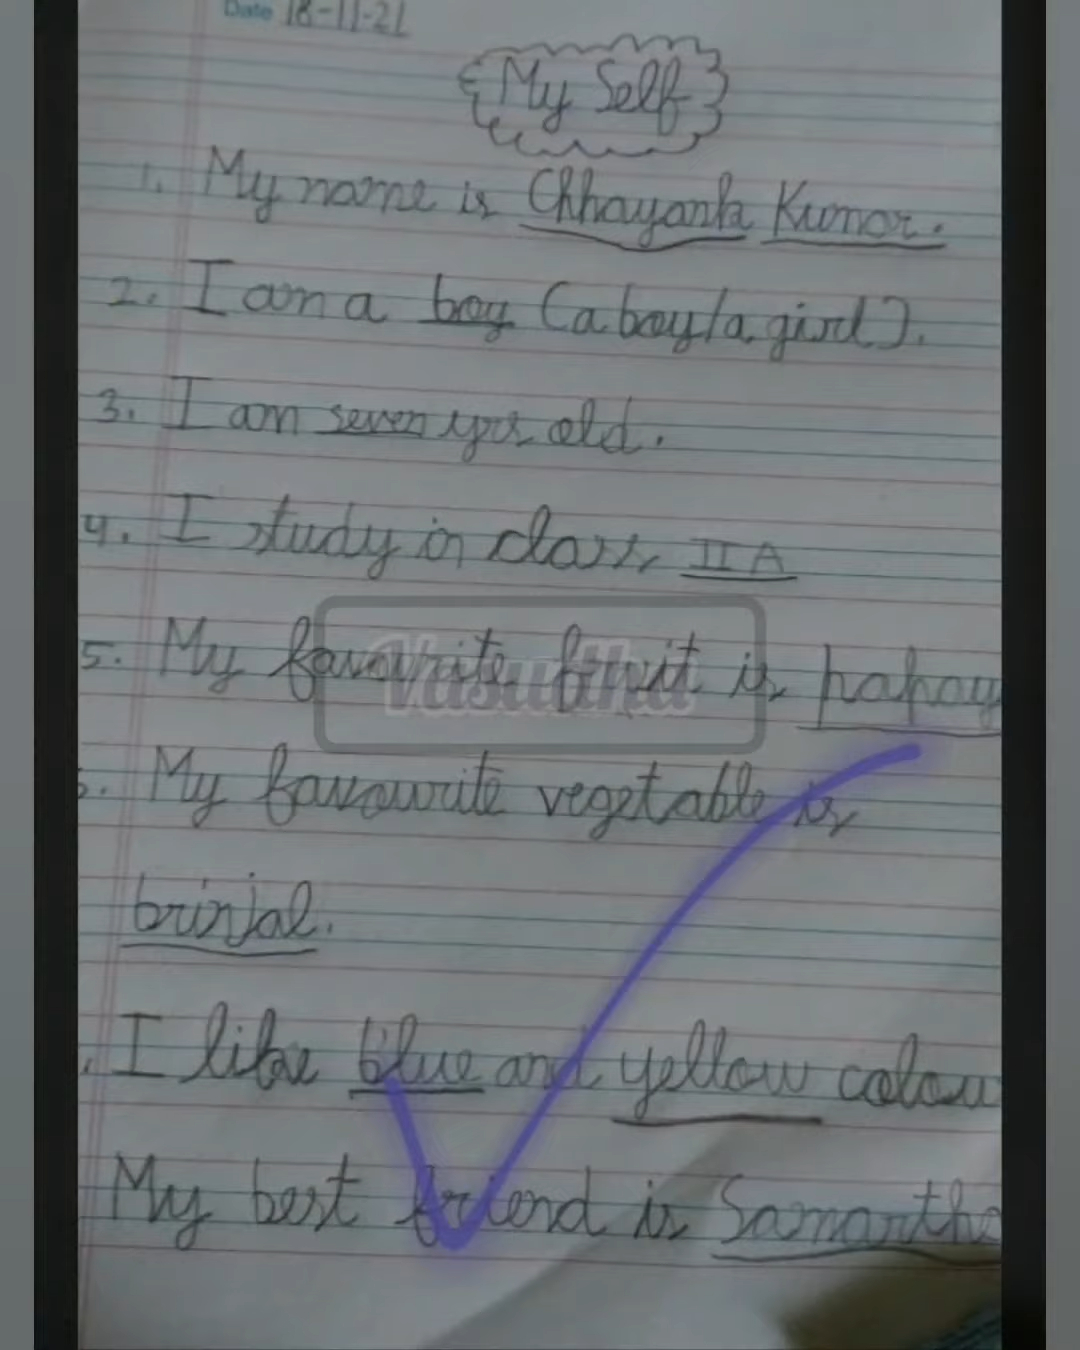 Date 18-11-21
My Self
1. My name is Chhayank Kumar.
2. I am a boy (a boy/a girl).
3. I am seven yrs old.
4. I study in class II A
5. My favourite fruit is papay
Vasudha
. My favourite vegetable is
brinjal.
. I like blue and yellow colou
My best friend is Samarth